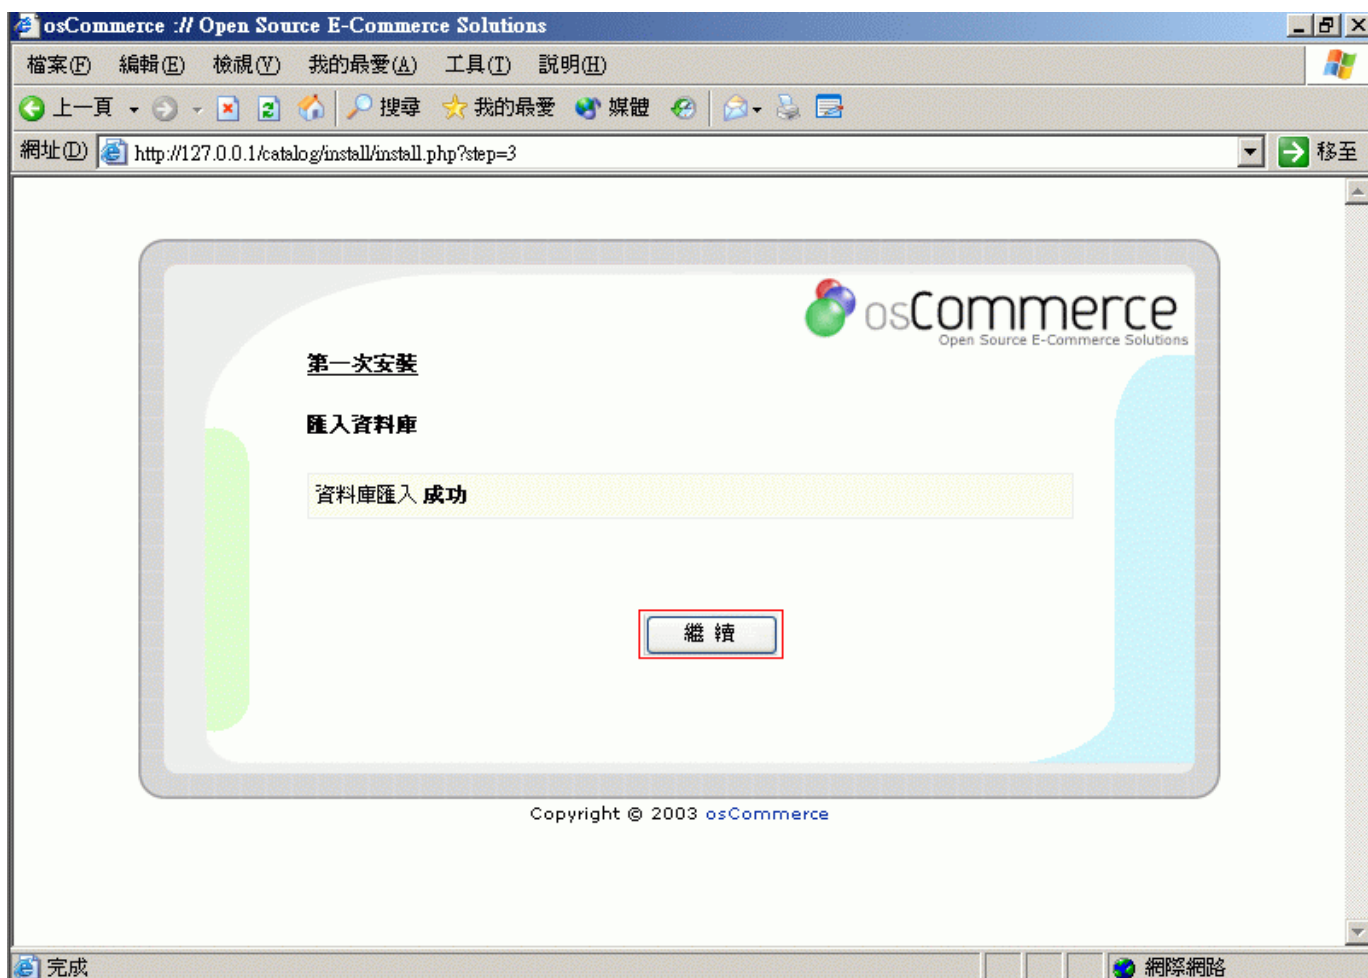 osCommerce :// Open Source E-Commerce Solutions
檔案(F) 編輯(E) 檢視(V) 我的最愛(A) 工具(T) 說明(H)
上一頁 搜尋 我的最愛 媒體
網址(D) http://127.0.0.1/catalog/install/install.php?step=3 移至
osCommerce
Open Source E-Commerce Solutions
第一次安裝
匯入資料庫
資料庫匯入 成功
繼 續
Copyright © 2003 osCommerce
完成 網際網路